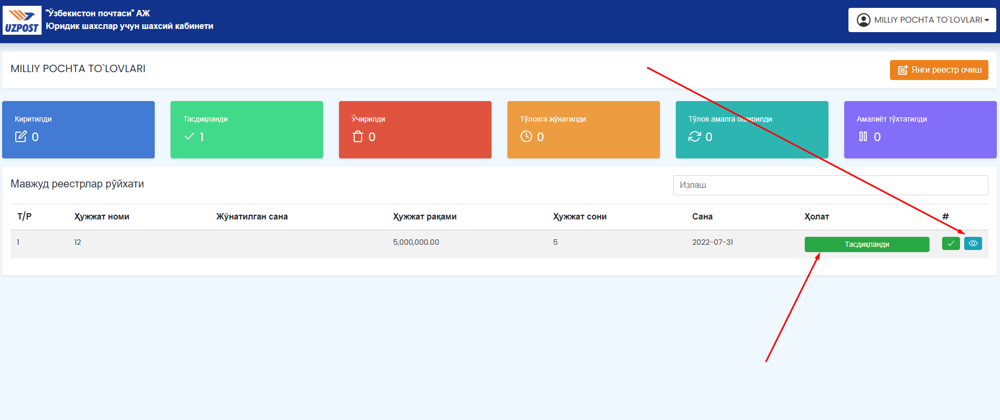 UZPOST
"Ўзбекистон почтаси" АЖ
Юридик шахслар учун шахсий кабинети
MILLIY POCHTA TO`LOVLARI
MILLIY POCHTA TO`LOVLARI
Янги реестр очиш
Киритилди
0
Тасдиқланди
1
Ўчирилди
0
Тўловга жўнатилди
0
Тўлов амалга оширилди
0
Амалиёт тўхтатилди
0
Мавжуд реестрлар рўйхати
Излаш
Т/Р Ҳужжат номи Жўнатилган сана Ҳужжат рақами Ҳужжат сони Сана Ҳолат #
1 12 5,000,000.00 5 2022-07-31 Тасдиқланди